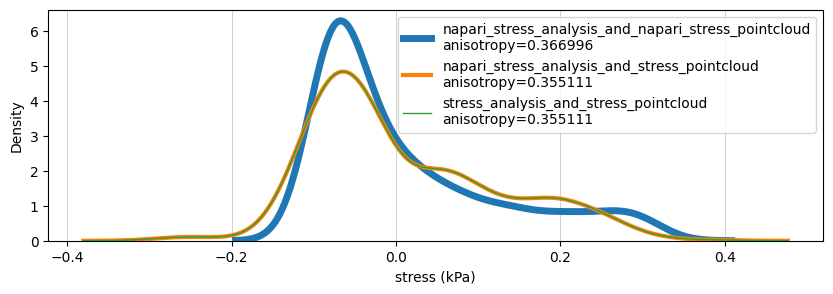 napari_stress_analysis_and_napari_stress_pointcloud
anisotropy=0.366996
napari_stress_analysis_and_stress_pointcloud
anisotropy=0.355111
stress_analysis_and_stress_pointcloud
anisotropy=0.355111
Density
6
5
4
3
2
1
0
−0.4
−0.2
0.0
0.2
0.4
stress (kPa)